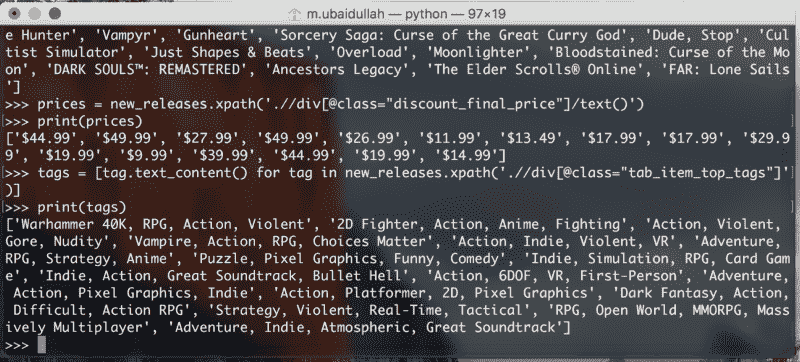 m.ubaidullah — python — 97×19
e Hunter', 'Vampyr', 'Gunheart', 'Sorcery Saga: Curse of the Great Curry God', 'Dude, Stop', 'Cul
tist Simulator', 'Just Shapes & Beats', 'Overload', 'Moonlighter', 'Bloodstained: Curse of the Mo
on', 'DARK SOULS™: REMASTERED', 'Ancestors Legacy', 'The Elder Scrolls® Online', 'FAR: Lone Sails
']
>>> prices = new_releases.xpath('.//div[@class="discount_final_price"]/text()')
>>> print(prices)
['$44.99', '$49.99', '$27.99', '$49.99', '$26.99', '$11.99', '$13.49', '$17.99', '$17.99', '$29.9
9', '$19.99', '$9.99', '$39.99', '$44.99', '$19.99', '$14.99']
>>> tags = [tag.text_content() for tag in new_releases.xpath('.//div[@class="tab_item_top_tags"]'
)]
>>> print(tags)
['Warhammer 40K, RPG, Action, Violent', '2D Fighter, Action, Anime, Fighting', 'Action, Violent,
Gore, Nudity', 'Vampire, Action, RPG, Choices Matter', 'Action, Indie, Violent, VR', 'Adventure,
RPG, Strategy, Anime', 'Puzzle, Pixel Graphics, Funny, Comedy', 'Indie, Simulation, RPG, Card Gam
e', 'Indie, Action, Great Soundtrack, Bullet Hell', 'Action, 6DOF, VR, First-Person', 'Adventure,
Action, Pixel Graphics, Indie', 'Action, Platformer, 2D, Pixel Graphics', 'Dark Fantasy, Action,
Difficult, Action RPG', 'Strategy, Violent, Real-Time, Tactical', 'RPG, Open World, MMORPG, Mass
ively Multiplayer', 'Adventure, Indie, Atmospheric, Great Soundtrack']
>>>